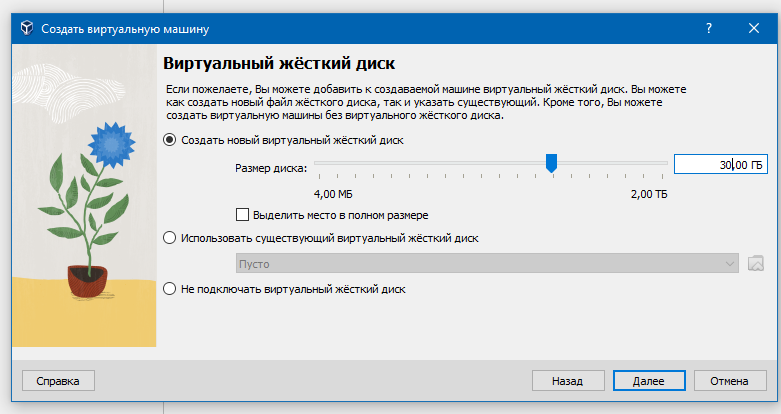 Создать виртуальную машину
Виртуальный жёсткий диск
Если пожелаете, Вы можете добавить к создаваемой машине виртуальный жёсткий диск. Вы можете
как создать новый файл жёсткого диска, так и указать существующий. Кроме того, Вы можете
создать виртуальную машины без виртуального жёсткого диска.
Создать новый виртуальный жёсткий диск
Размер диска:
30,00 ГБ
4,00 МБ
2,00 ТБ
Выделить место в полном размере
Использовать существующий виртуальный жёсткий диск
Пусто
Не подключать виртуальный жёсткий диск
Справка
Назад
Далее
Отмена